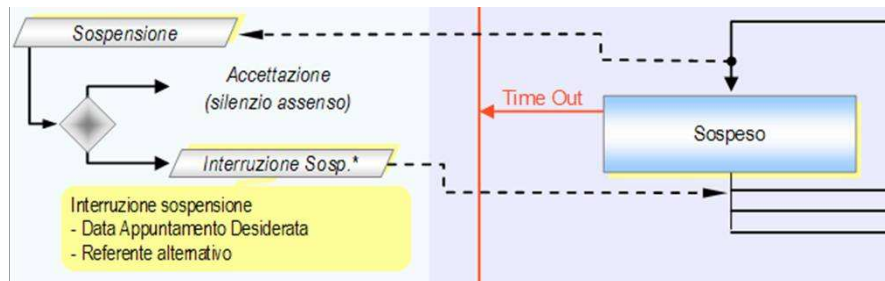 Sospensione
Accettazione
(silenzio assenso)
Time Out
Sospeso
Interruzione Sosp.*
Interruzione sospensione
- Data Appuntamento Desiderata
- Referente alternativo